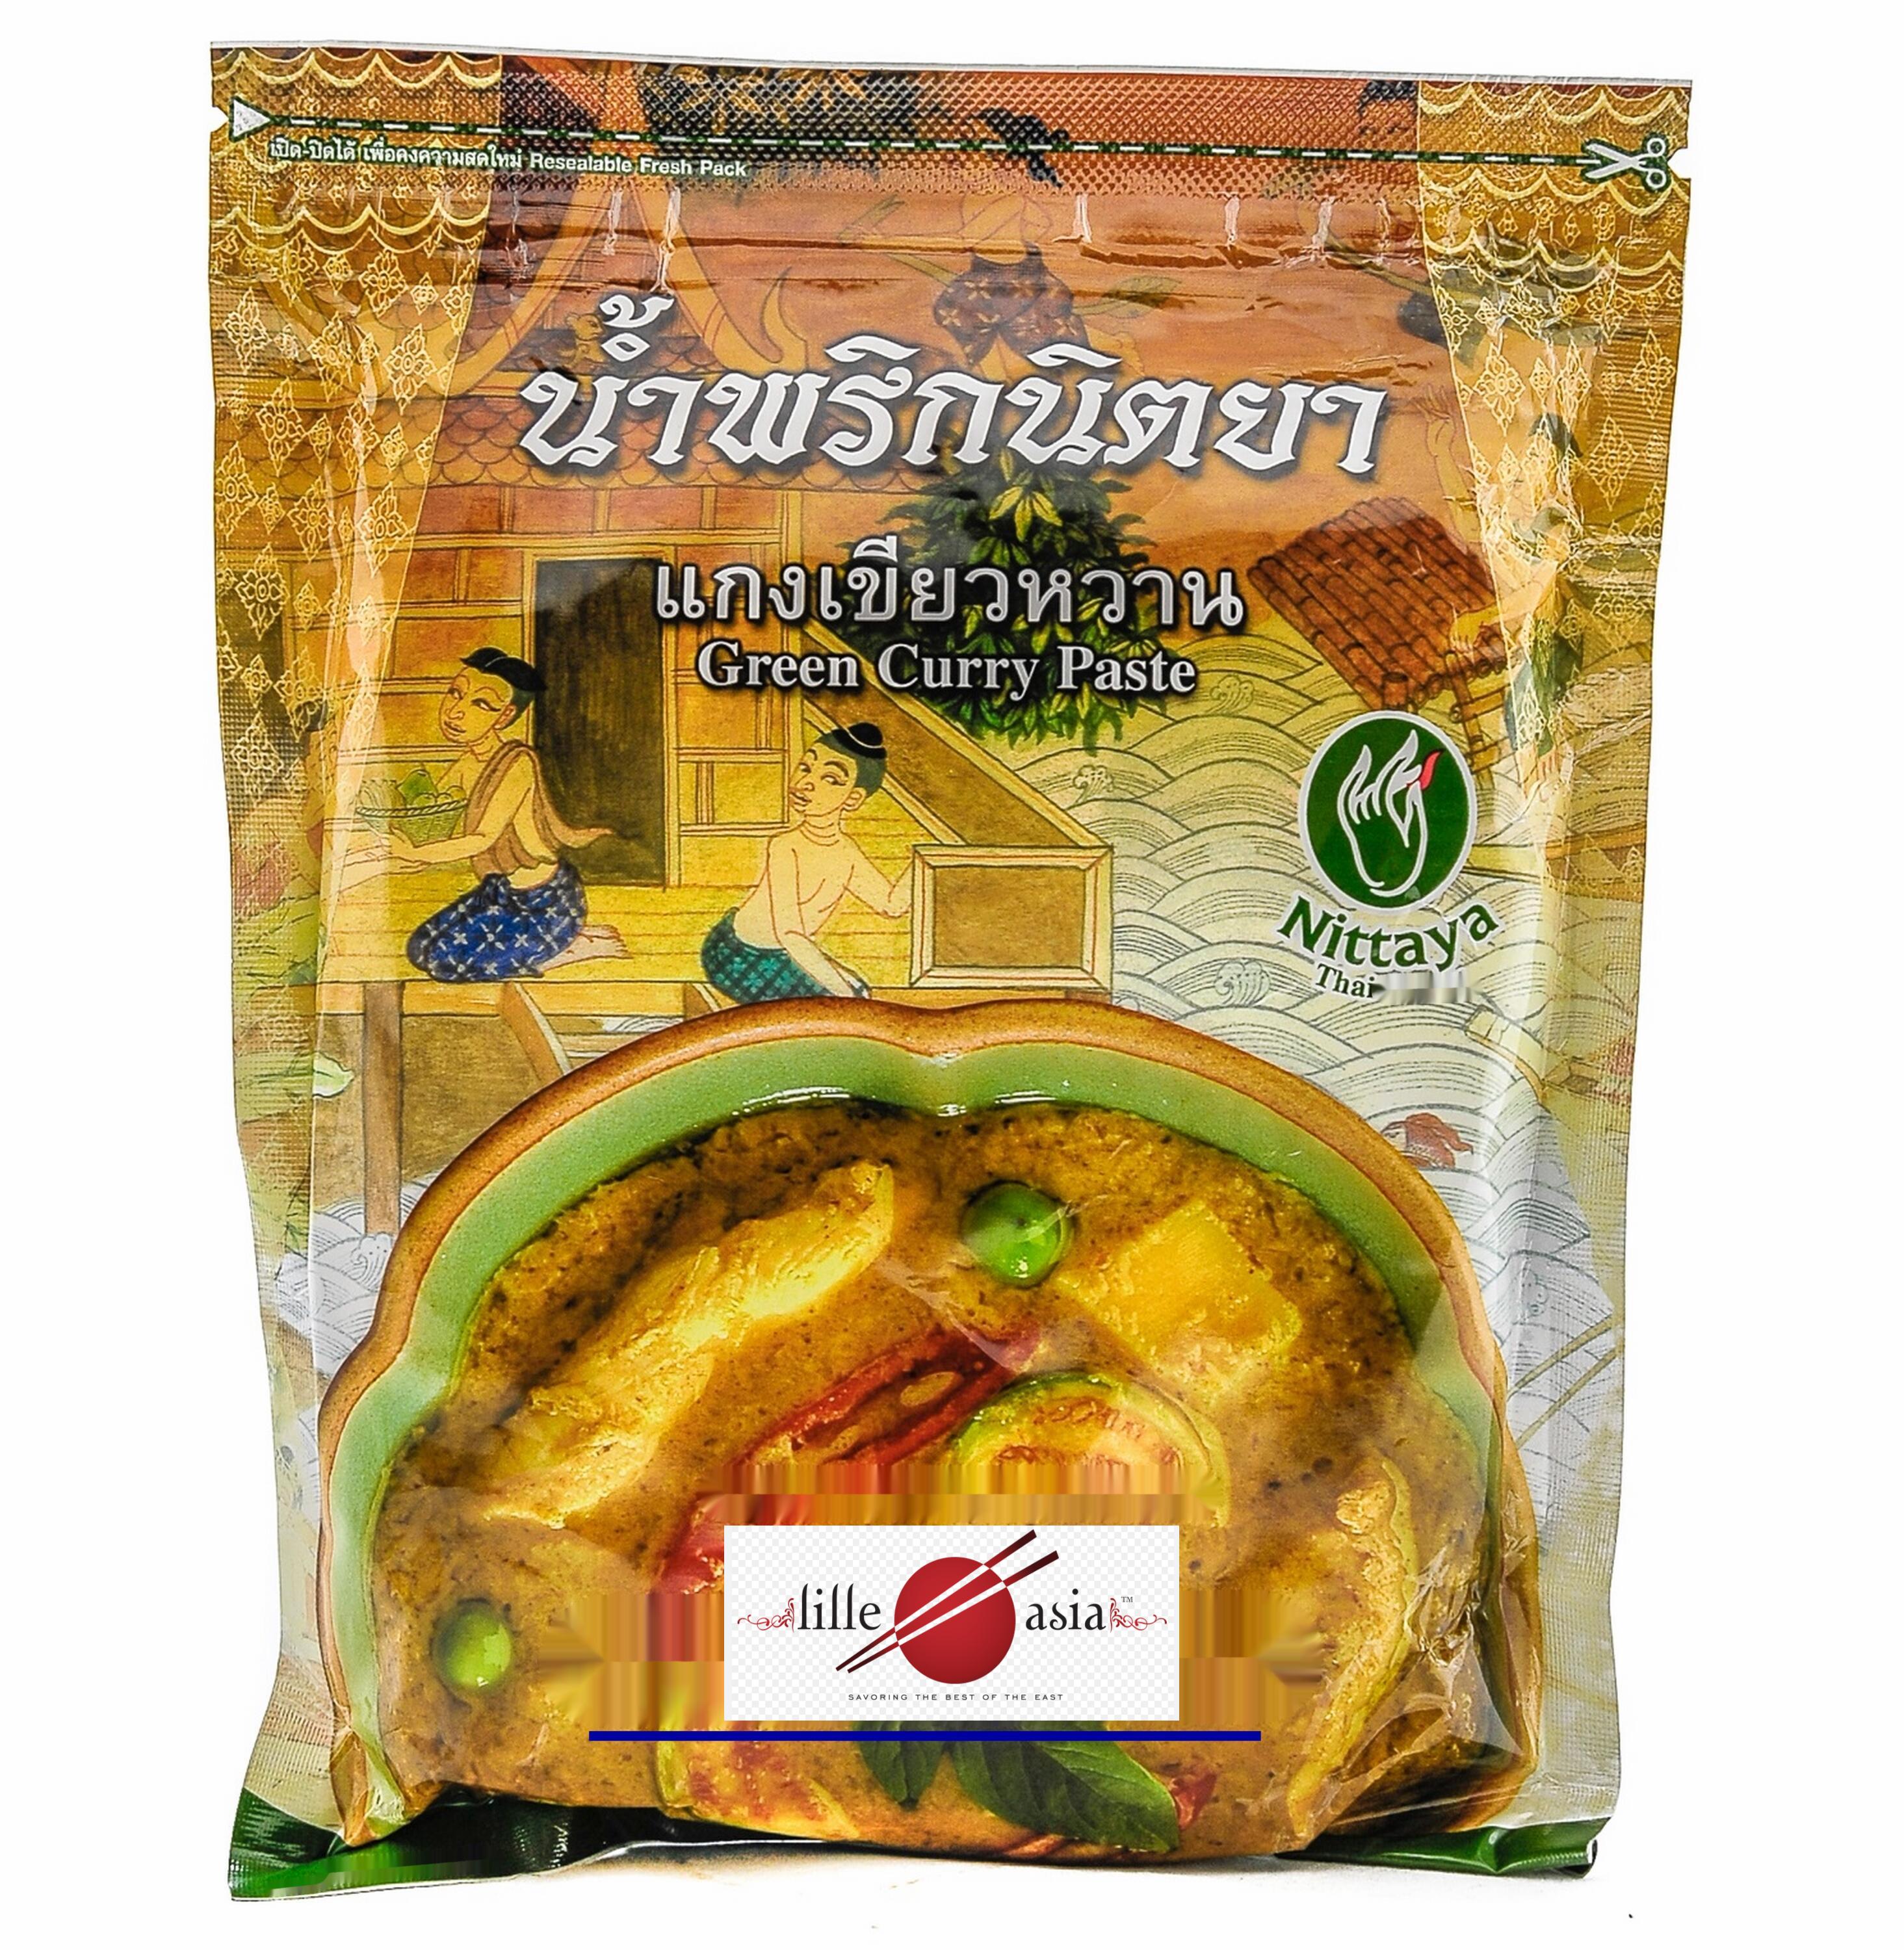 เปิด-ปิดได้ เพื่อคงความสดใหม่ Resealable Fresh Pack
น้ำพริกนิตยา
แกงเขียวหวาน
Green Curry Paste
Nittaya
Thai
lille asia™
SAVORING THE BEST OF THE EAST